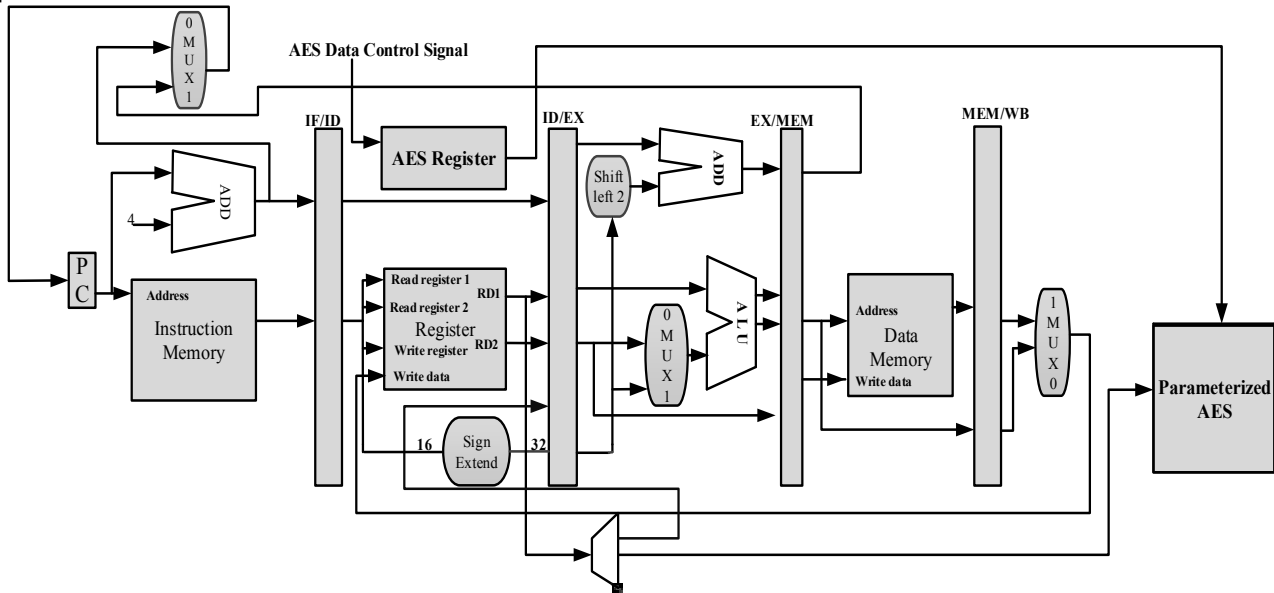 0
M
U
X
1
AES Data Control Signal
IF/ID
ID/EX
EX/MEM
MEM/WB
AES Register
ADD
4
Shift
left 2
ADD
P
C
Address
Instruction
Memory
Read register 1
RD1
Read register 2
Register
RD2
Write register
Write data
16
Sign
Extend
32
0
M
U
X
1
A L U
Address
Data
Memory
Write data
1
M
U
X
0
Parameterized
AES